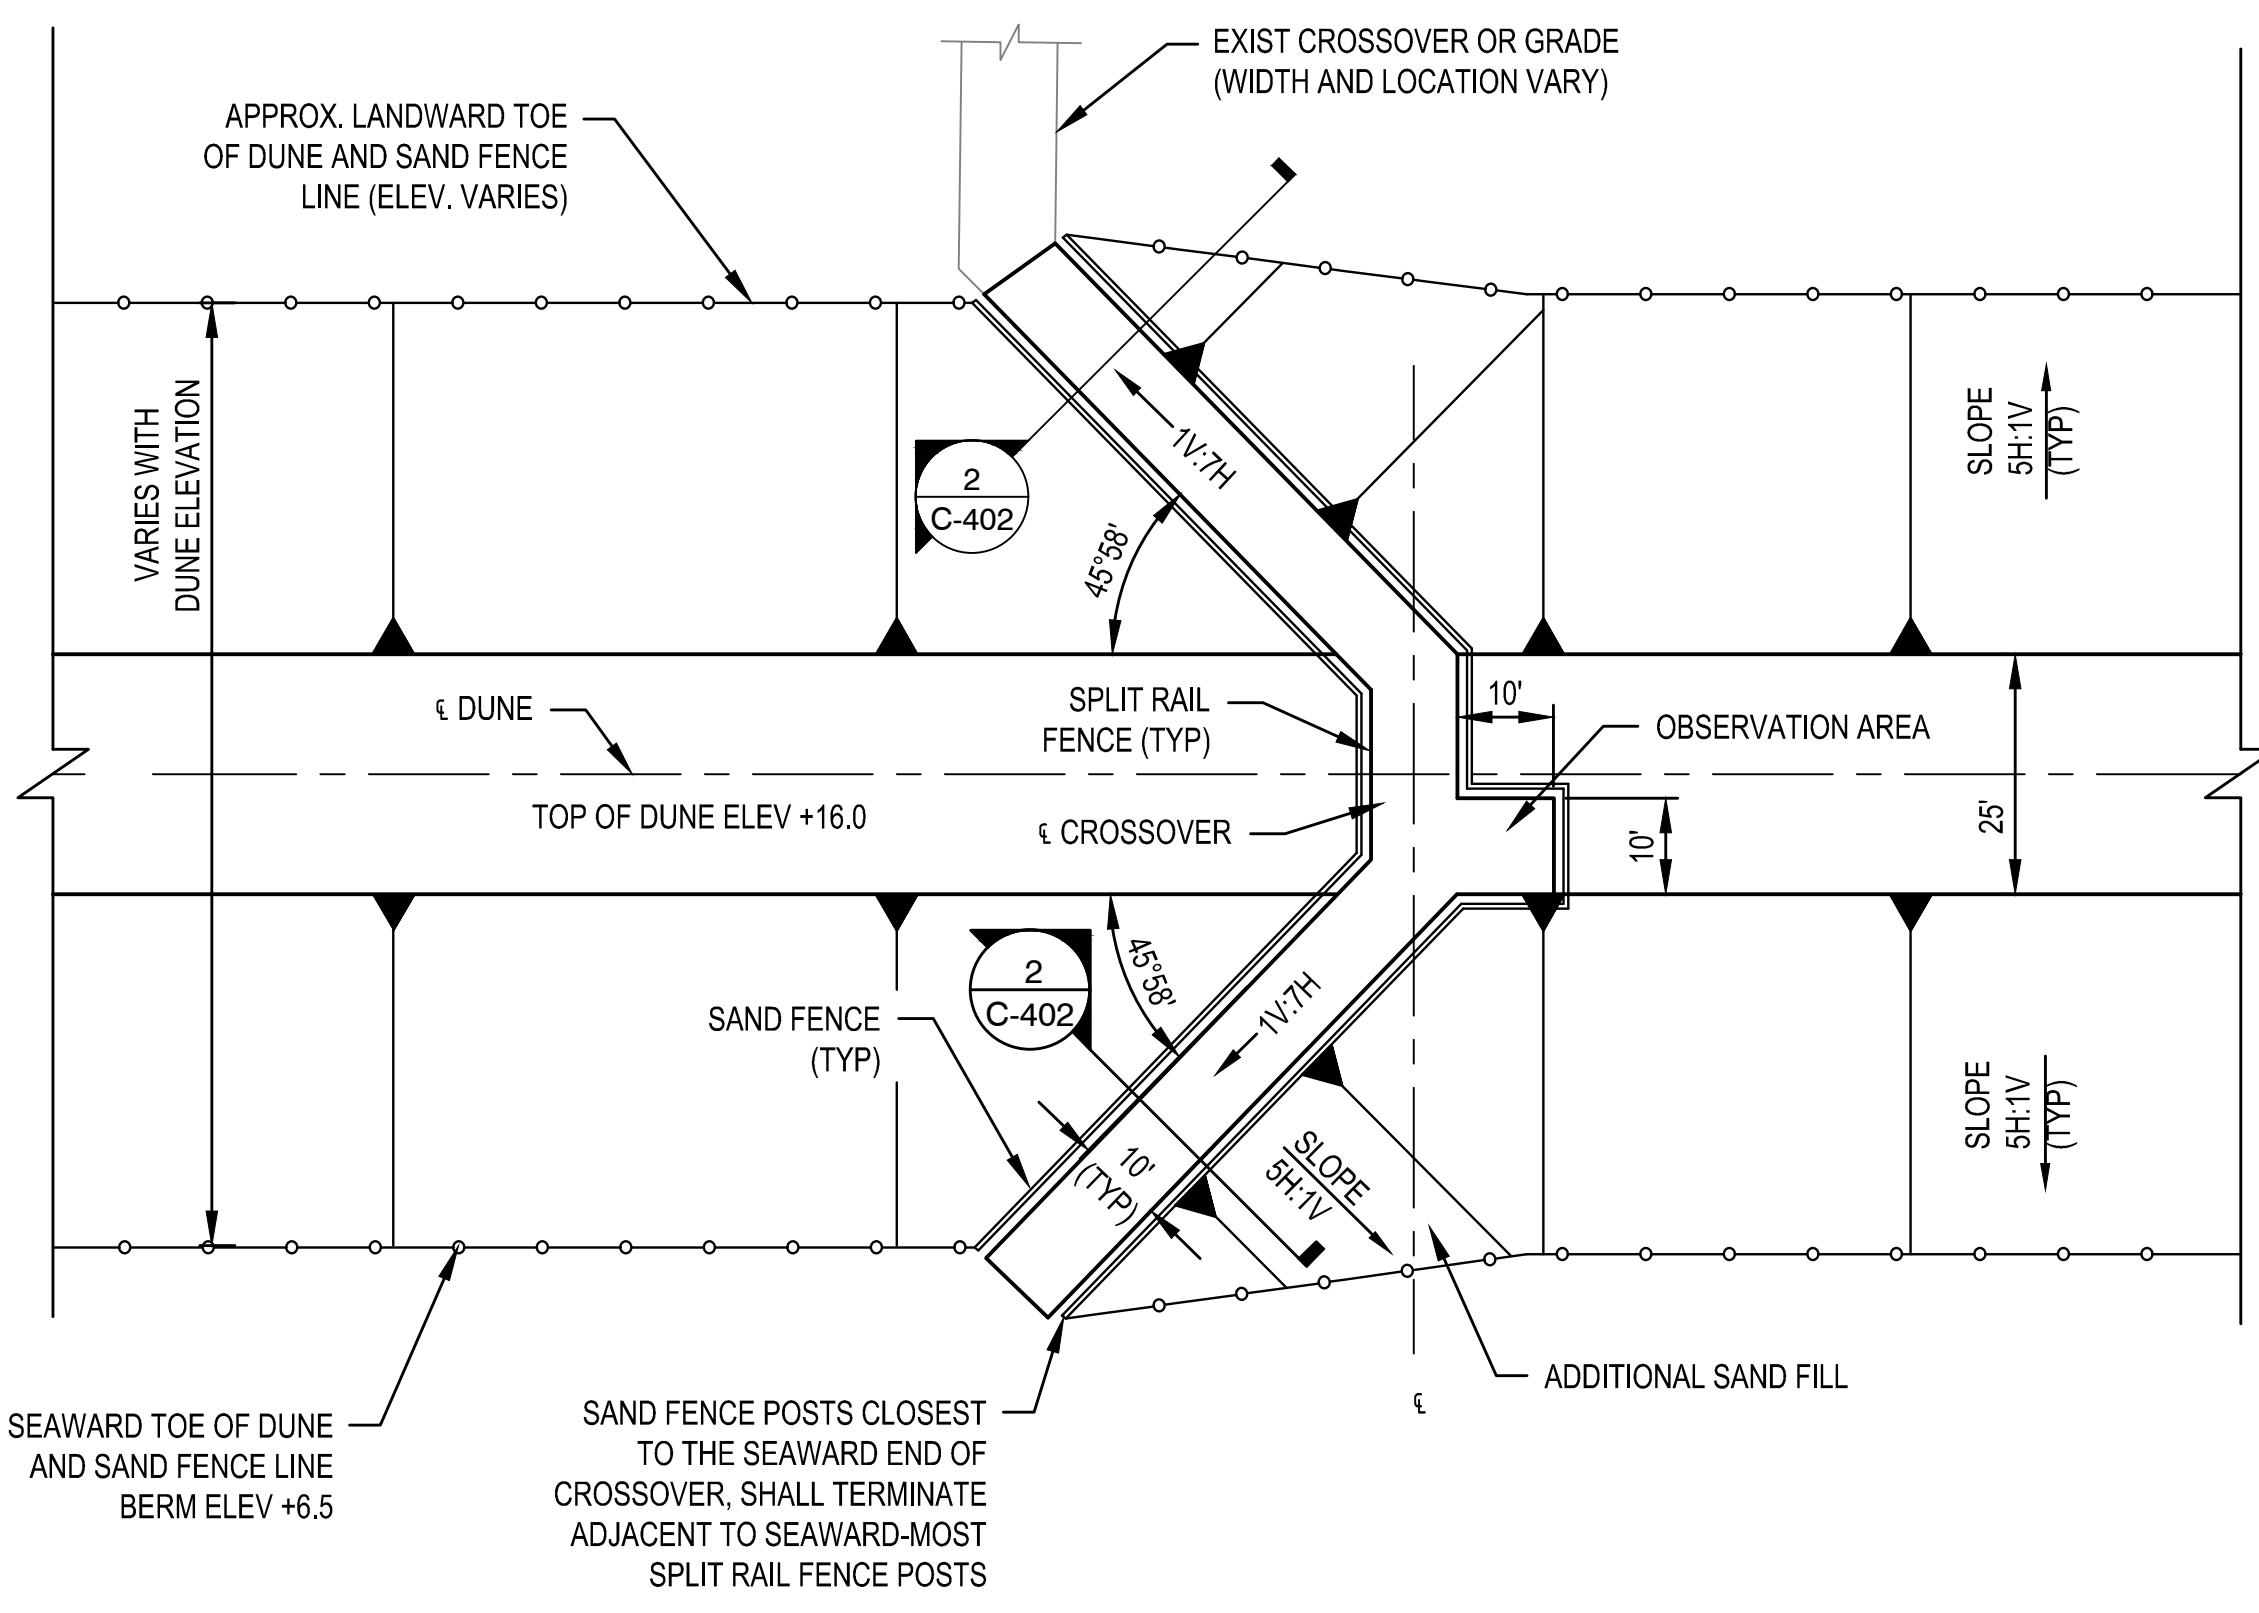 EXIST CROSSOVER OR GRADE
(WIDTH AND LOCATION VARY)
APPROX. LANDWARD TOE
OF DUNE AND SAND FENCE
LINE (ELEV. VARIES)
VARIES WITH
DUNE ELEVATION
1V:7H
2
C-402
45°58'
SLOPE
5H:1V
(TYP)
℄ DUNE
SPLIT RAIL
FENCE (TYP)
10'
OBSERVATION AREA
TOP OF DUNE ELEV +16.0
℄ CROSSOVER
10'
25'
45°58'
2
C-402
1V:7H
SAND FENCE
(TYP)
SLOPE
5H:1V
(TYP)
10'
(TYP)
SLOPE
5H:1V
ADDITIONAL SAND FILL
℄
SEAWARD TOE OF DUNE
AND SAND FENCE LINE
BERM ELEV +6.5
SAND FENCE POSTS CLOSEST
TO THE SEAWARD END OF
CROSSOVER, SHALL TERMINATE
ADJACENT TO SEAWARD-MOST
SPLIT RAIL FENCE POSTS